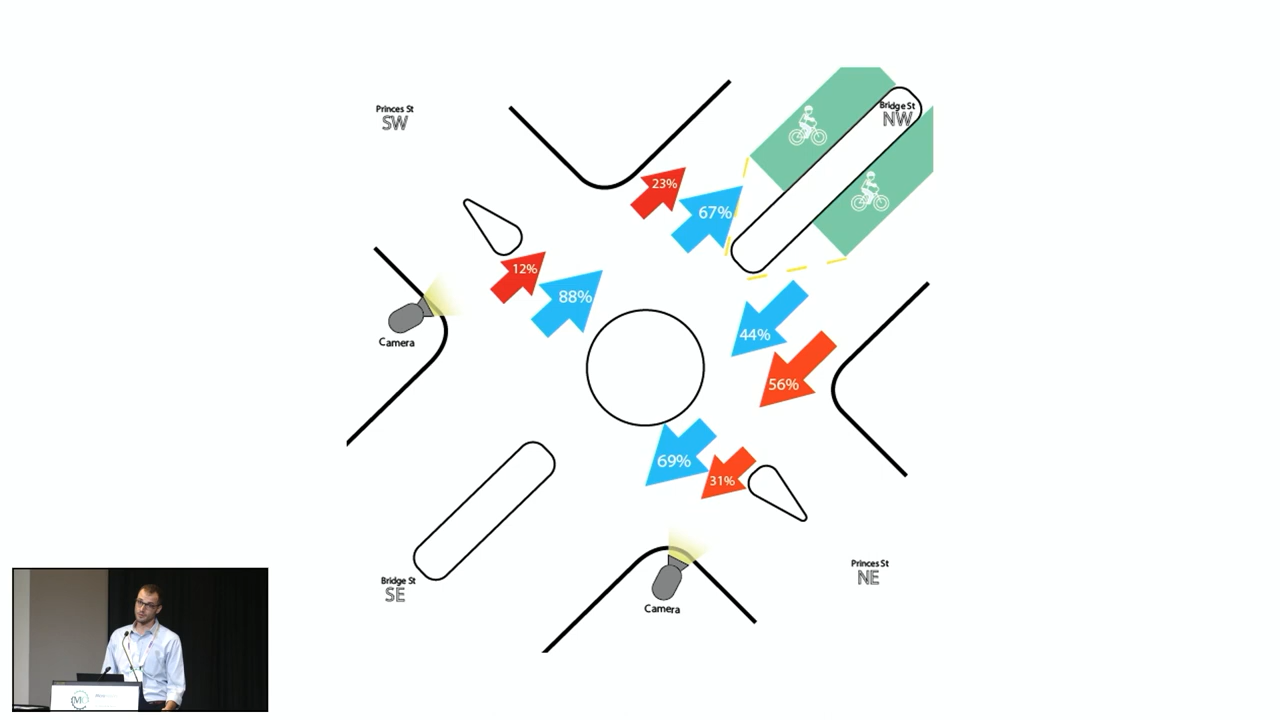 Princes St
SW
Bridge St
NW
23%
67%
12%
88%
Camera
44%
56%
69%
31%
Bridge St
SE
Princes St
NE
Camera